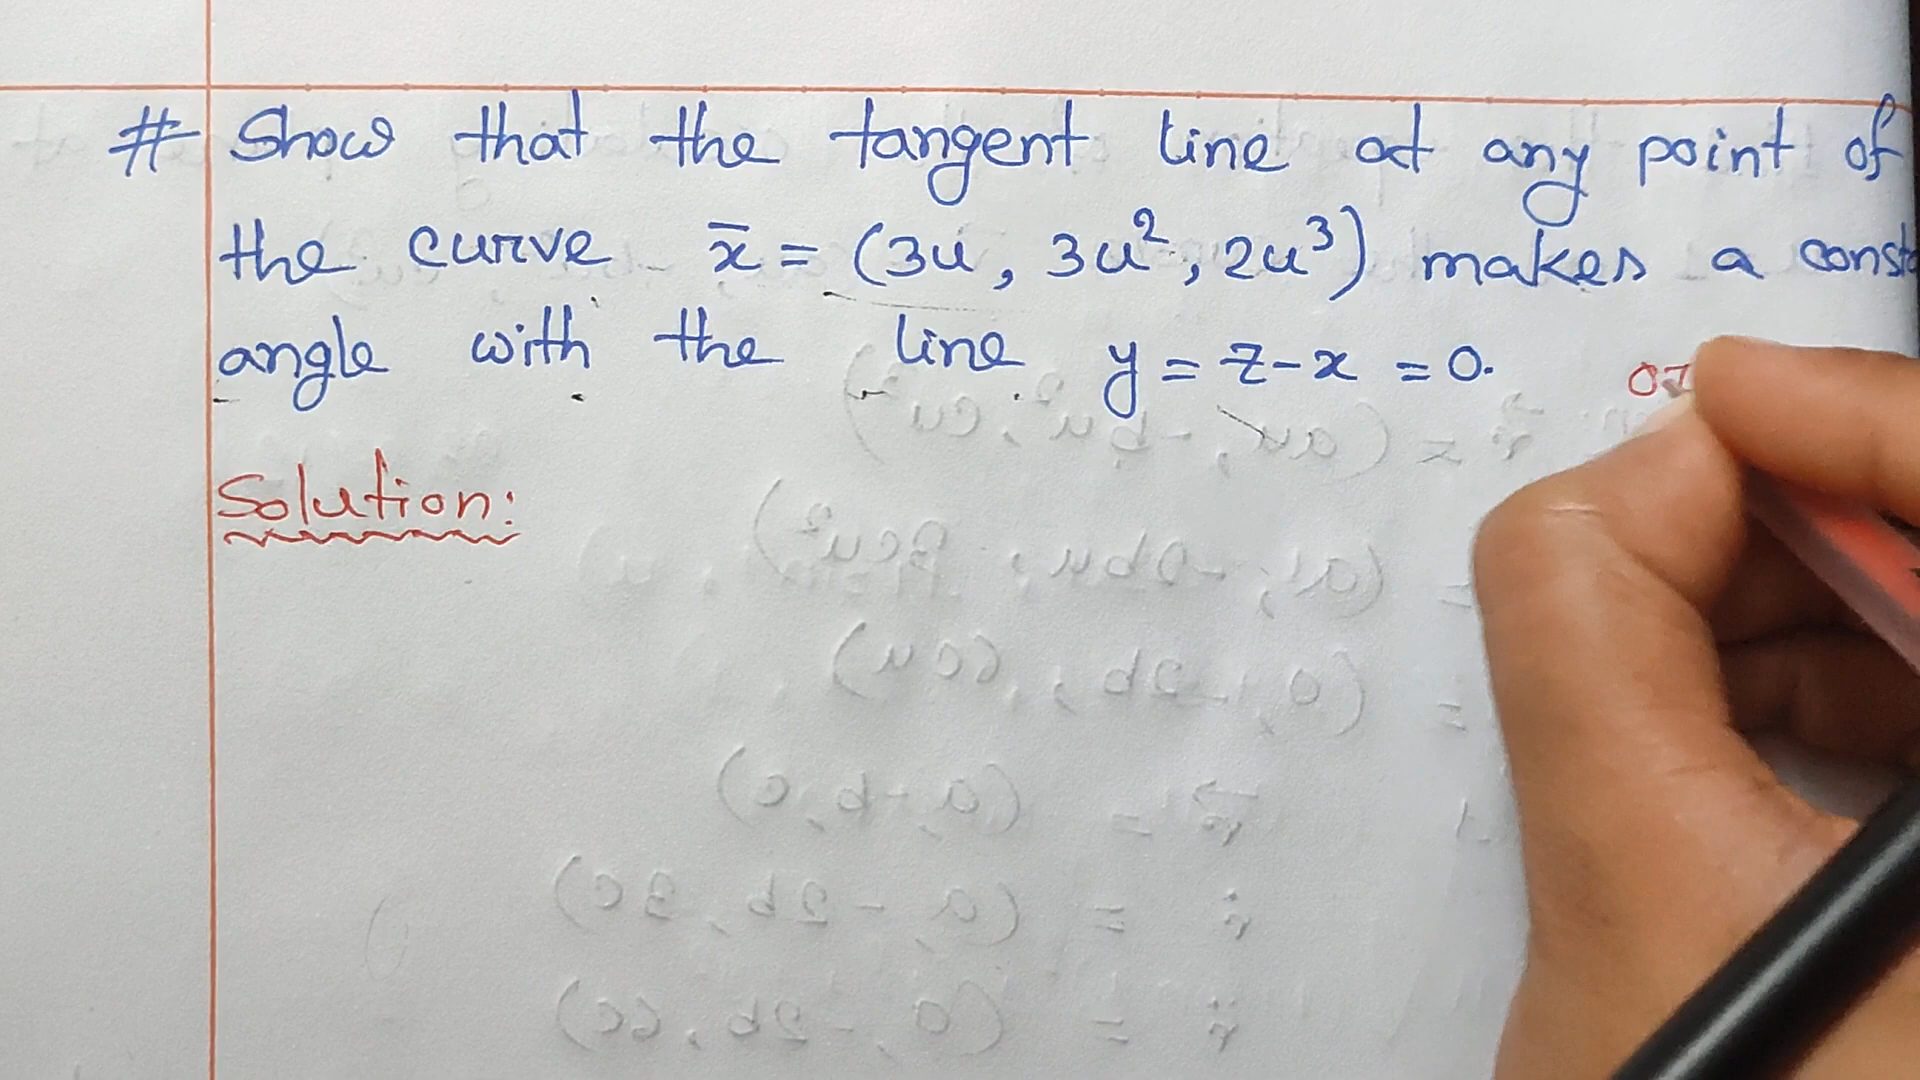 # Show that the tangent line at any point of
the curve x̄ = (3u, 3u², 2u³) makes a
angle with the line y = z - x = 0.
Solution: